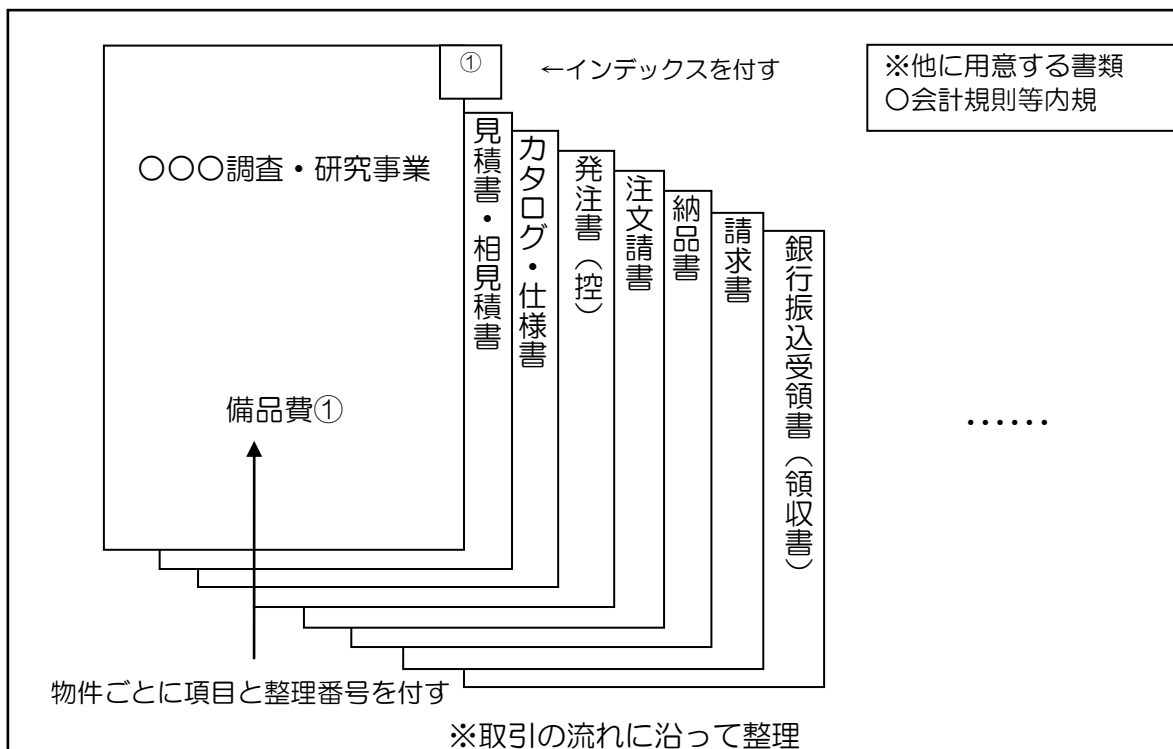 ①
←インデックスを付す
※他に用意する書類
○会計規則等内規
○○○調査・研究事業
備品費①
見積書・相見積書
カタログ・仕様書
発注書(控)
注文請書
納品書
請求書
銀行振込受領書(領収書)
……
物件ごとに項目と整理番号を付す
※取引の流れに沿って整理